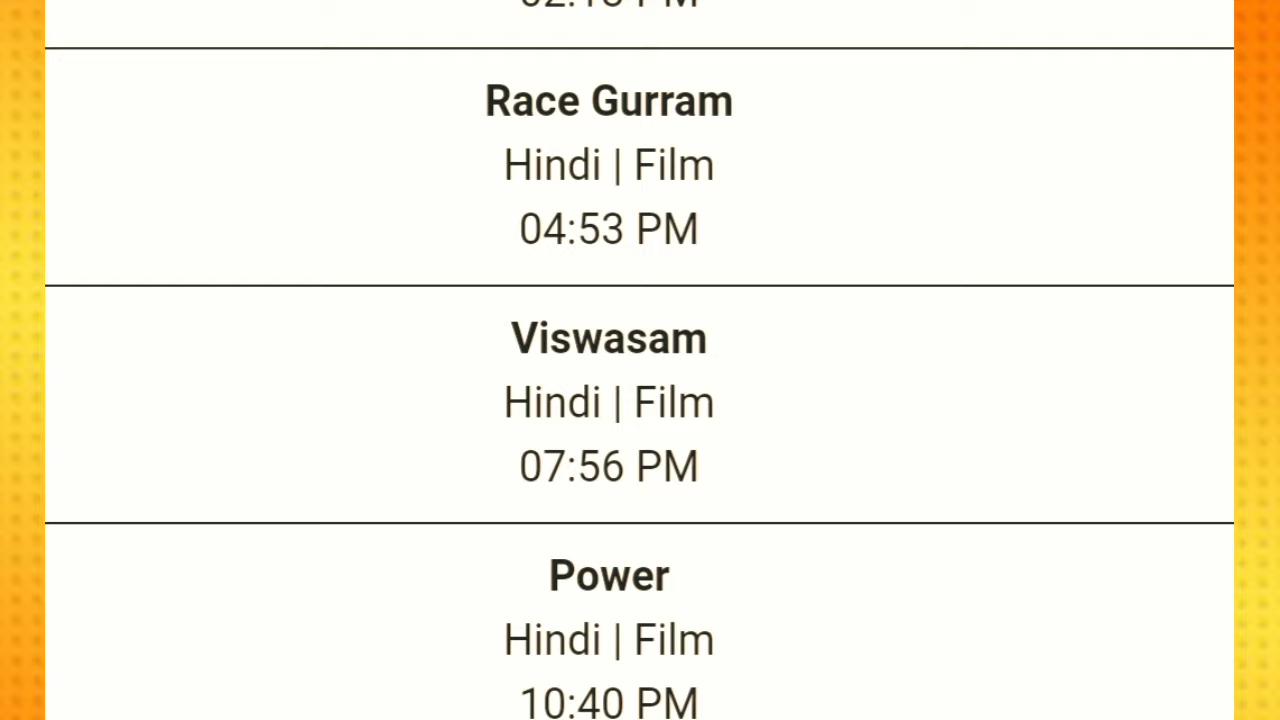 Race Gurram
Hindi | Film
04:53 PM
Viswasam
Hindi | Film
07:56 PM
Power
Hindi | Film
10:40 PM